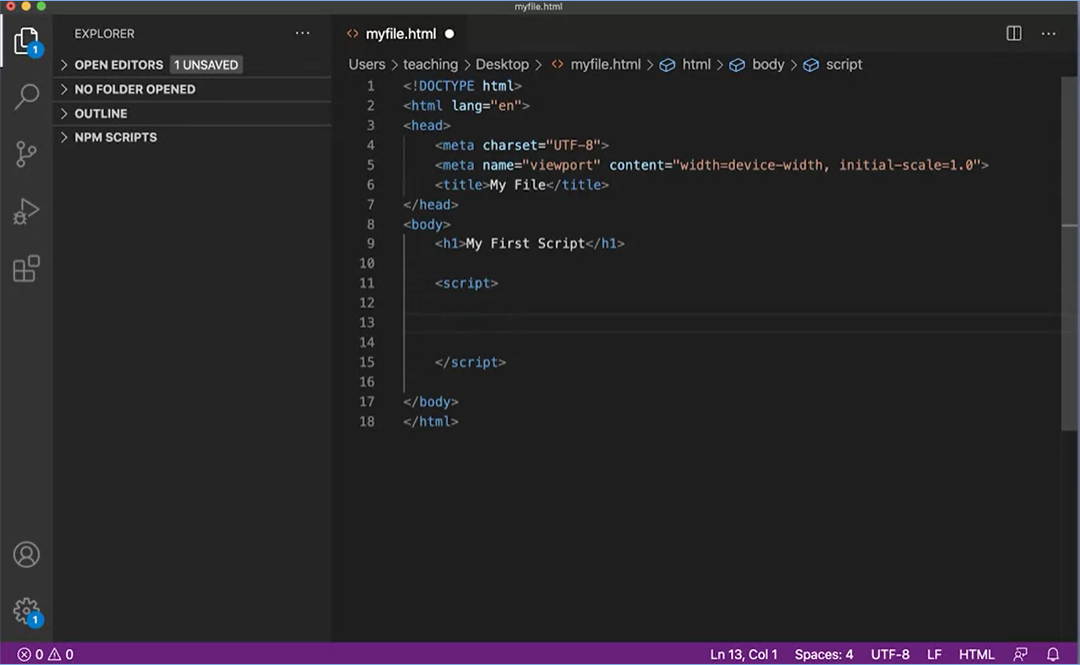 myfile.html
EXPLORER
OPEN EDITORS 1 UNSAVED
NO FOLDER OPENED
OUTLINE
NPM SCRIPTS
1
myfile.html
Users > teaching > Desktop > myfile.html > html > body > script
1 <!DOCTYPE html>
2 <html lang="en">
3 <head>
4 <meta charset="UTF-8">
5 <meta name="viewport" content="width=device-width, initial-scale=1.0">
6 <title>My File</title>
7 </head>
8 <body>
9 <h1>My First Script</h1>
10
11 <script>
12
13
14
15 </script>
16
17 </body>
18 </html>
1
0 0
Ln 13, Col 1 Spaces: 4 UTF-8 LF HTML